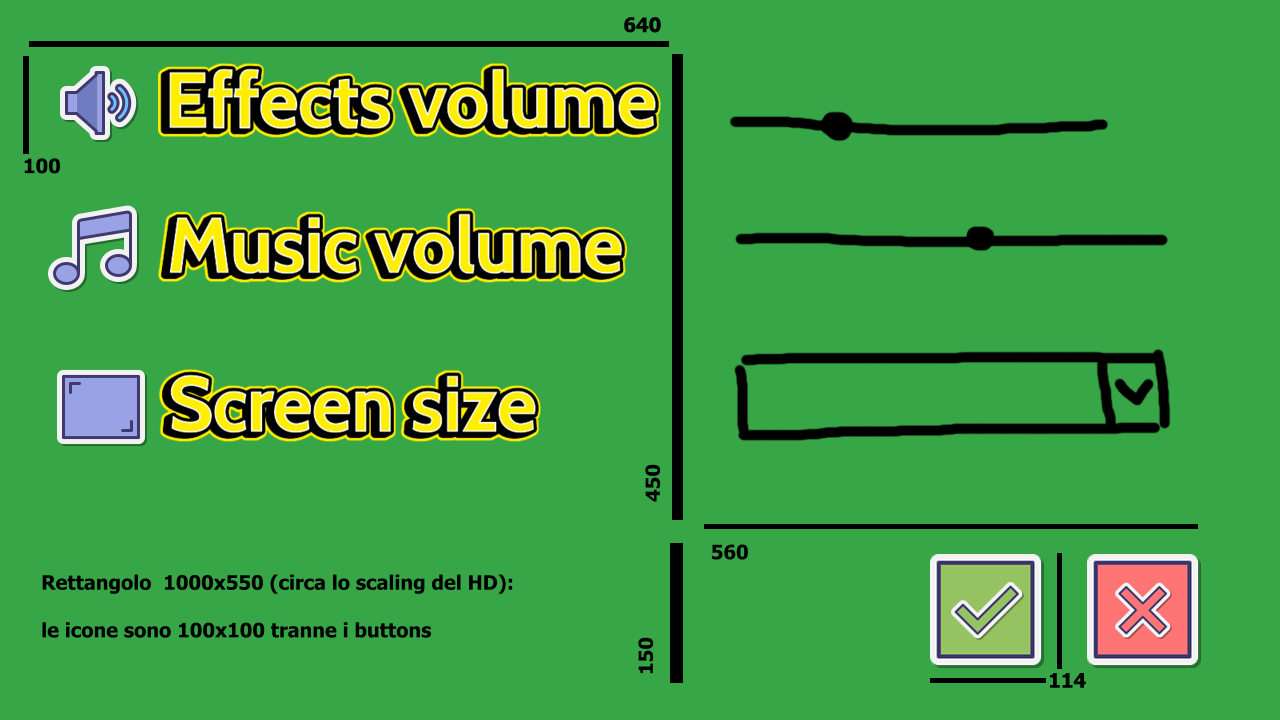 640
Effects volume
100
Music volume
Screen size
450
560
Rettangolo  1000x550 (circa lo scaling del HD):
le icone sono 100x100 tranne i buttons
150
114